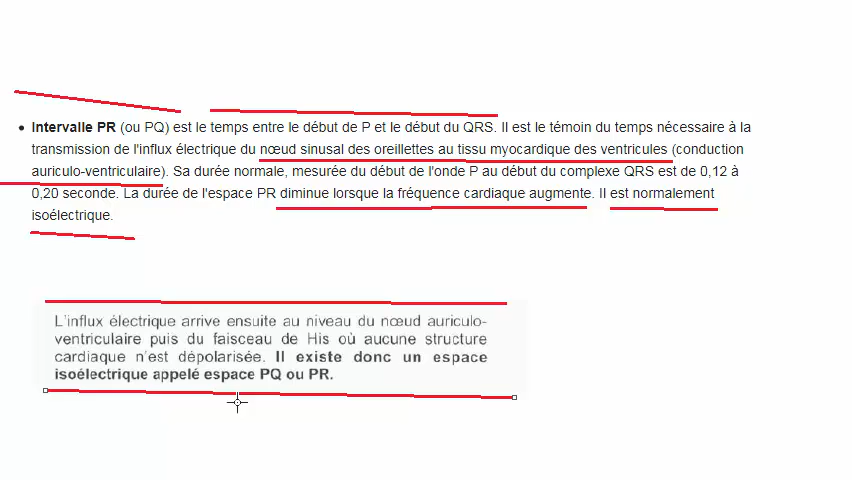 • Intervalle PR (ou PQ) est le temps entre le début de P et le début du QRS. Il est le témoin du temps nécessaire à la
transmission de l'influx électrique du nœud sinusal des oreillettes au tissu myocardique des ventricules (conduction
auriculo-ventriculaire). Sa durée normale, mesurée du début de l'onde P au début du complexe QRS est de 0,12 à
0,20 seconde. La durée de l'espace PR diminue lorsque la fréquence cardiaque augmente. Il est normalement
isoélectrique.
L'influx électrique arrive ensuite au niveau du nœud auriculo-
ventriculaire puis du faisceau de His où aucune structure
cardiaque n'est dépolarisée. Il existe donc un espace
isoélectrique appelé espace PQ ou PR.